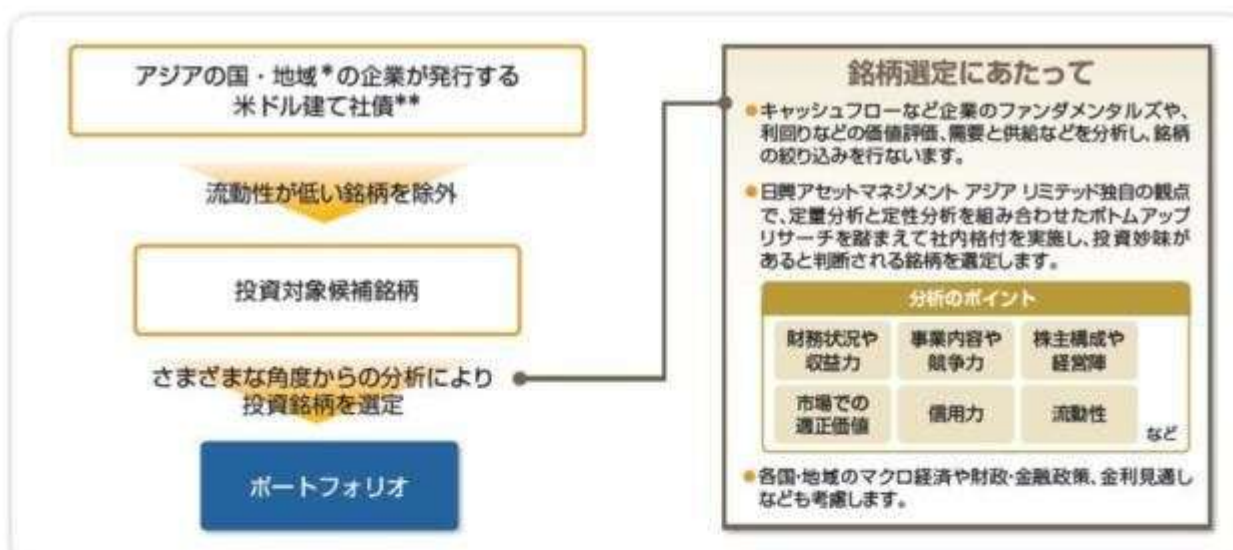 アジアの国・地域*の企業が発行する
米ドル建て社債**
流動性が低い銘柄を除外
投資対象候補銘柄
さまざまな角度からの分析により
投資銘柄を選定
ポートフォリオ
銘柄選定にあたって
●キャッシュフローなど企業のファンダメンタルズや、
利回りなどの価値評価、需要と供給などを分析し、銘柄
の絞り込みを行ないます。
●日興アセットマネジメント アジア リミテッド独自の観点
で、定量分析と定性分析を組み合わせたボトムアップ
リサーチを踏まえて社内格付を実施し、投資妙味が
あると判断される銘柄を選定します。
分析のポイント
財務状況や
収益力
事業内容や
競争力
株主構成や
経営陣
市場での
適正価値
信用力
流動性
など
●各国・地域のマクロ経済や財政・金融政策、金利見通し
なども考慮します。